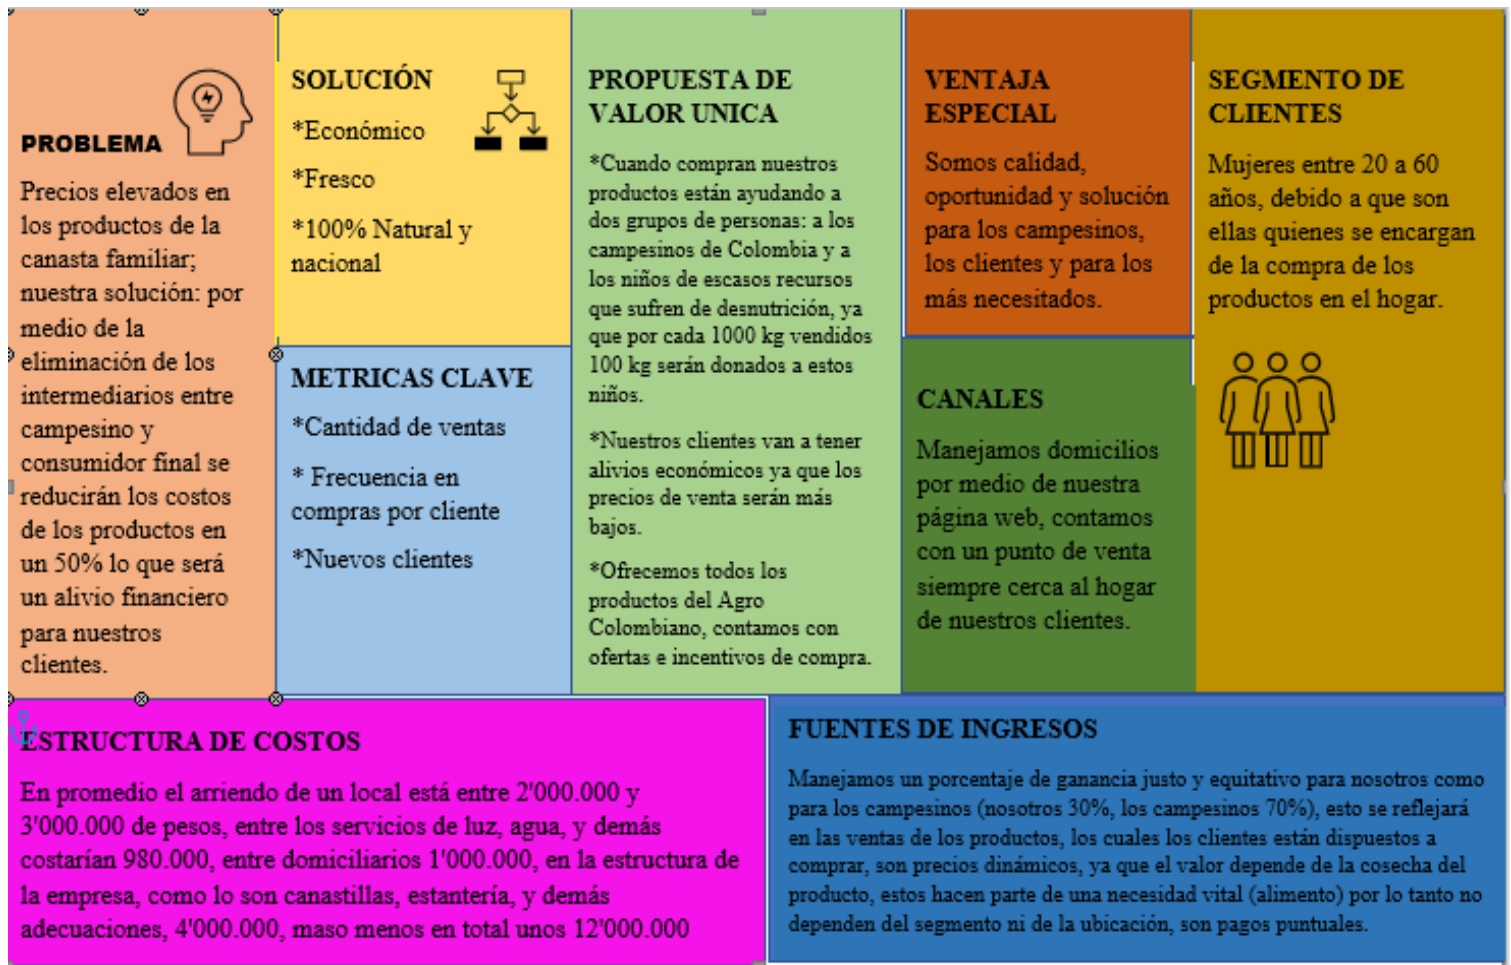 PROBLEMA
Precios elevados en
los productos de la
canasta familiar;
nuestra solución: por
medio de la
eliminación de los
intermediarios entre
campesino y
consumidor final se
reducirán los costos
de los productos en
un 50% lo que será
un alivio financiero
para nuestros
clientes.
SOLUCIÓN
*Económico
*Fresco
*100% Natural y
nacional
METRICAS CLAVE
*Cantidad de ventas
* Frecuencia en
compras por cliente
*Nuevos clientes
PROPUESTA DE
VALOR UNICA
*Cuando compran nuestros
productos están ayudando a
dos grupos de personas: a los
campesinos de Colombia y a
los niños de escasos recursos
que sufren de desnutrición, ya
que por cada 1000 kg vendidos
100 kg serán donados a estos
niños.
*Nuestros clientes van a tener
alivios económicos ya que los
precios de venta serán más
bajos.
*Ofrecemos todos los
productos del Agro
Colombiano, contamos con
ofertas e incentivos de compra.
VENTAJA
ESPECIAL
Somos calidad,
oportunidad y solución
para los campesinos,
los clientes y para los
más necesitados.
CANALES
Manejamos domicilios
por medio de nuestra
página web, contamos
con un punto de venta
siempre cerca al hogar
de nuestros clientes.
SEGMENTO DE
CLIENTES
Mujeres entre 20 a 60
años, debido a que son
ellas quienes se encargan
de la compra de los
productos en el hogar.
ESTRUCTURA DE COSTOS
En promedio el arriendo de un local está entre 2'000.000 y
3'000.000 de pesos, entre los servicios de luz, agua, y demás
costarían 980.000, entre domiciliarios 1'000.000, en la estructura de
la empresa, como lo son canastillas, estantería, y demás
adecuaciones, 4'000.000, maso menos en total unos 12'000.000
FUENTES DE INGRESOS
Manejamos un porcentaje de ganancia justo y equitativo para nosotros como
para los campesinos (nosotros 30%, los campesinos 70%), esto se reflejará
en las ventas de los productos, los cuales los clientes están dispuestos a
comprar, son precios dinámicos, ya que el valor depende de la cosecha del
producto, estos hacen parte de una necesidad vital (alimento) por lo tanto no
dependen del segmento ni de la ubicación, son pagos puntuales.